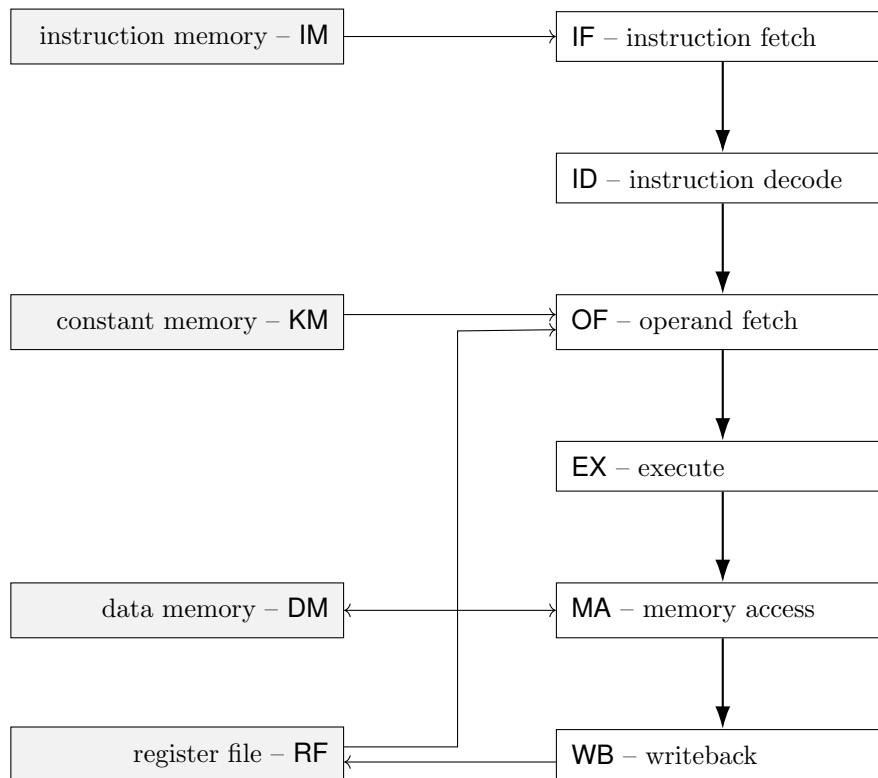 instruction memory – IM
IF – instruction fetch
ID – instruction decode
constant memory – KM
OF – operand fetch
EX – execute
data memory – DM
MA – memory access
register file – RF
WB – writeback